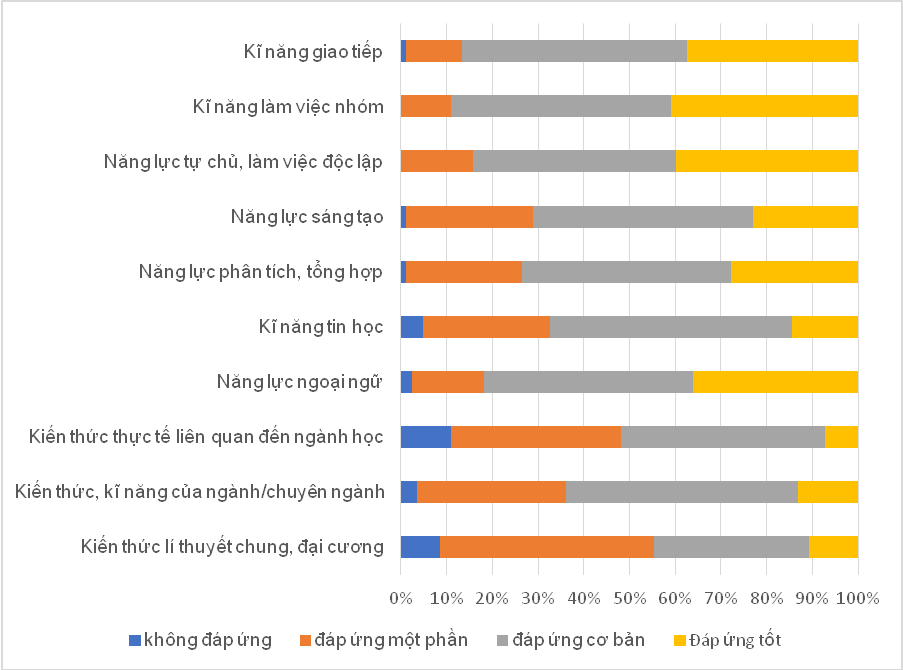 Kĩ năng giao tiếp
Kĩ năng làm việc nhóm
Năng lực tự chủ, làm việc độc lập
Năng lực sáng tạo
Năng lực phân tích, tổng hợp
Kĩ năng tin học
Năng lực ngoại ngữ
Kiến thức thực tế liên quan đến ngành học
Kiến thức, kĩ năng của ngành/chuyên ngành
Kiến thức lí thuyết chung, đại cương
0% 10% 20% 30% 40% 50% 60% 70% 80% 90% 100%
không đáp ứng đáp ứng một phần đáp ứng cơ bản Đáp ứng tốt